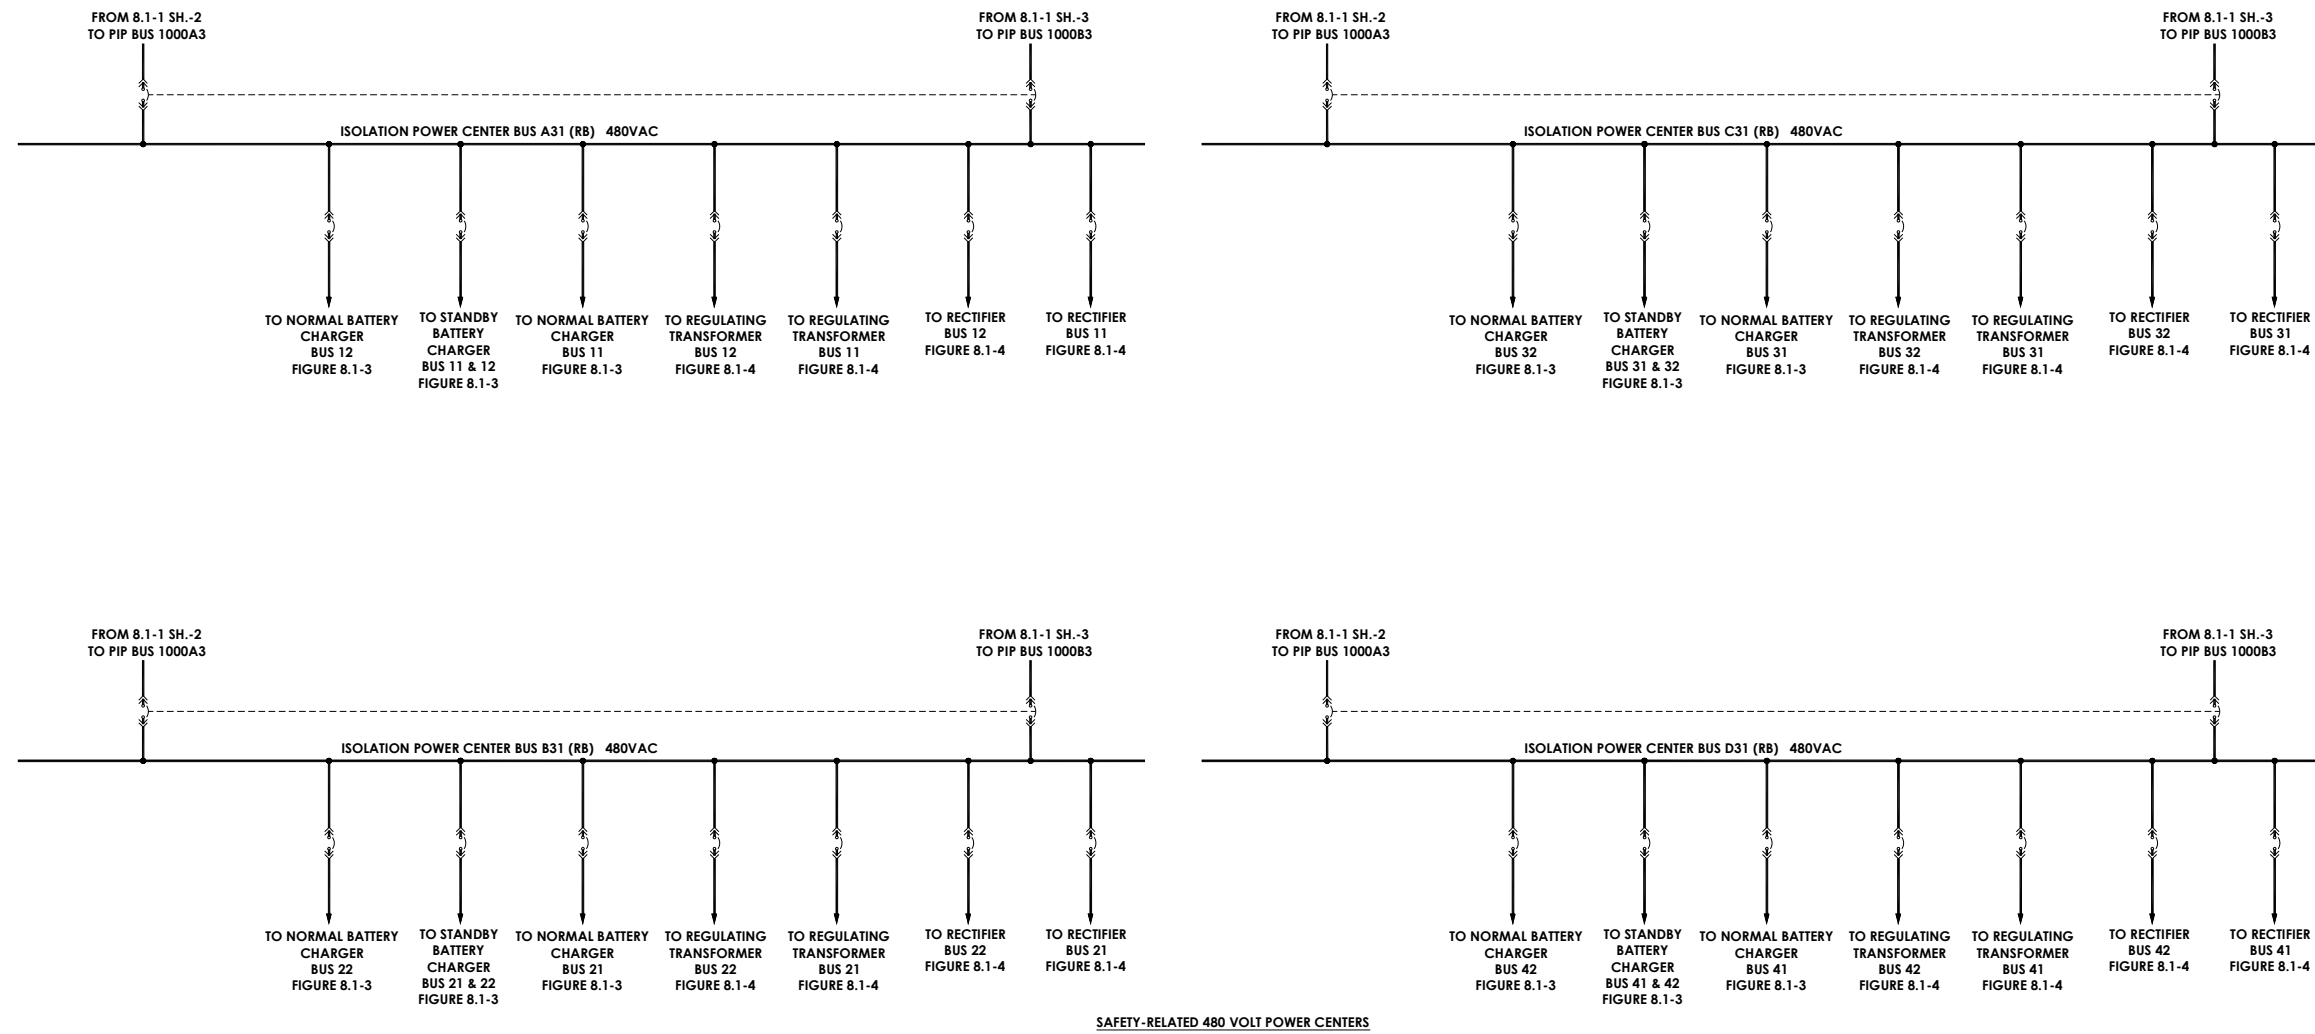 FROM 8.1-1 SH.-2
TO PIP BUS 1000A3
FROM 8.1-1 SH.-3
TO PIP BUS 1000B3
ISOLATION POWER CENTER BUS A31 (RB) 480VAC
TO NORMAL BATTERY
CHARGER
BUS 12
FIGURE 8.1-3
TO STANDBY
BATTERY
CHARGER
BUS 11 & 12
FIGURE 8.1-3
TO NORMAL BATTERY
CHARGER
BUS 11
FIGURE 8.1-3
TO REGULATING
TRANSFORMER
BUS 12
FIGURE 8.1-4
TO REGULATING
TRANSFORMER
BUS 11
FIGURE 8.1-4
TO RECTIFIER
BUS 12
FIGURE 8.1-4
TO RECTIFIER
BUS 11
FIGURE 8.1-4
FROM 8.1-1 SH.-2
TO PIP BUS 1000A3
FROM 8.1-1 SH.-3
TO PIP BUS 1000B3
ISOLATION POWER CENTER BUS C31 (RB) 480VAC
TO NORMAL BATTERY
CHARGER
BUS 32
FIGURE 8.1-3
TO STANDBY
BATTERY
CHARGER
BUS 31 & 32
FIGURE 8.1-3
TO NORMAL BATTERY
CHARGER
BUS 31
FIGURE 8.1-3
TO REGULATING
TRANSFORMER
BUS 32
FIGURE 8.1-4
TO REGULATING
TRANSFORMER
BUS 31
FIGURE 8.1-4
TO RECTIFIER
BUS 32
FIGURE 8.1-4
TO RECTIFIER
BUS 31
FIGURE 8.1-4
FROM 8.1-1 SH.-2
TO PIP BUS 1000A3
FROM 8.1-1 SH.-3
TO PIP BUS 1000B3
ISOLATION POWER CENTER BUS B31 (RB) 480VAC
TO NORMAL BATTERY
CHARGER
BUS 22
FIGURE 8.1-3
TO STANDBY
BATTERY
CHARGER
BUS 21 & 22
FIGURE 8.1-3
TO NORMAL BATTERY
CHARGER
BUS 21
FIGURE 8.1-3
TO REGULATING
TRANSFORMER
BUS 22
FIGURE 8.1-4
TO REGULATING
TRANSFORMER
BUS 21
FIGURE 8.1-4
TO RECTIFIER
BUS 22
FIGURE 8.1-4
TO RECTIFIER
BUS 21
FIGURE 8.1-4
FROM 8.1-1 SH.-2
TO PIP BUS 1000A3
FROM 8.1-1 SH.-3
TO PIP BUS 1000B3
ISOLATION POWER CENTER BUS D31 (RB) 480VAC
TO NORMAL BATTERY
CHARGER
BUS 42
FIGURE 8.1-3
TO STANDBY
BATTERY
CHARGER
BUS 41 & 42
FIGURE 8.1-3
TO NORMAL BATTERY
CHARGER
BUS 41
FIGURE 8.1-3
TO REGULATING
TRANSFORMER
BUS 42
FIGURE 8.1-4
TO REGULATING
TRANSFORMER
BUS 41
FIGURE 8.1-4
TO RECTIFIER
BUS 42
FIGURE 8.1-4
TO RECTIFIER
BUS 41
FIGURE 8.1-4
SAFETY-RELATED 480 VOLT POWER CENTERS